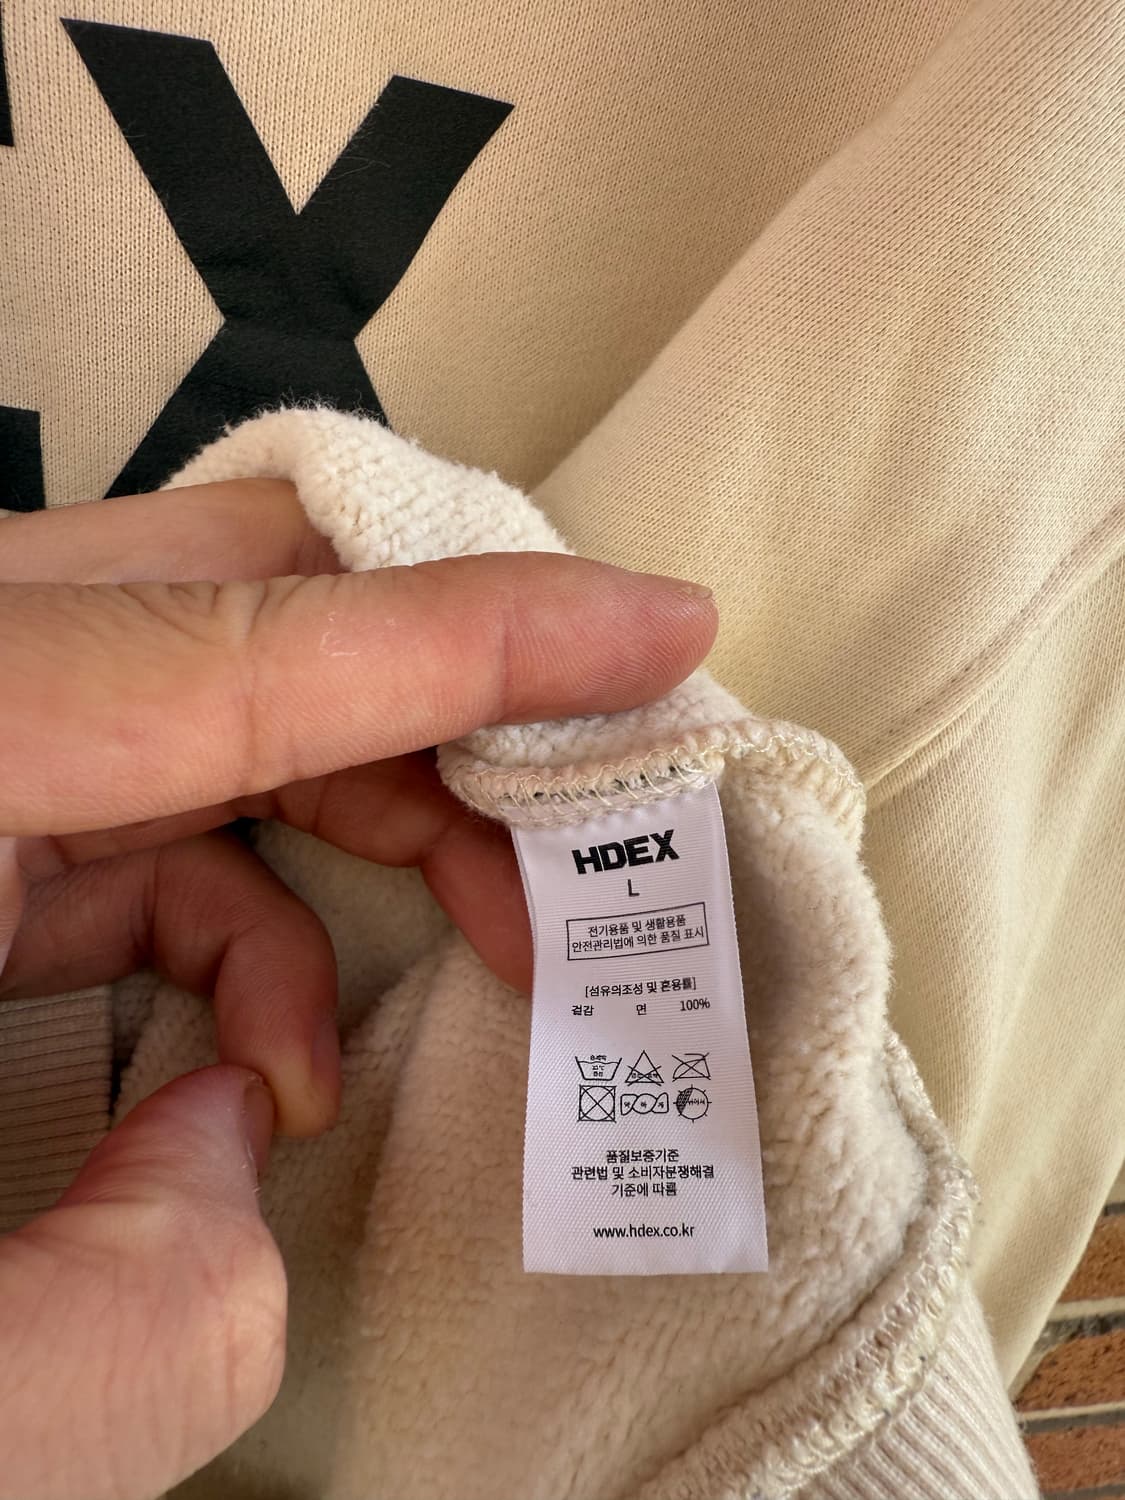 X
HDEX
L
전기용품 및 생활용품
안전관리법에 의한 품질 표시
[섬유의조성 및 혼용률]
겉감 면 100%
품질보증기준
관련법 및 소비자분쟁해결
기준에 따름
www.hdex.co.kr